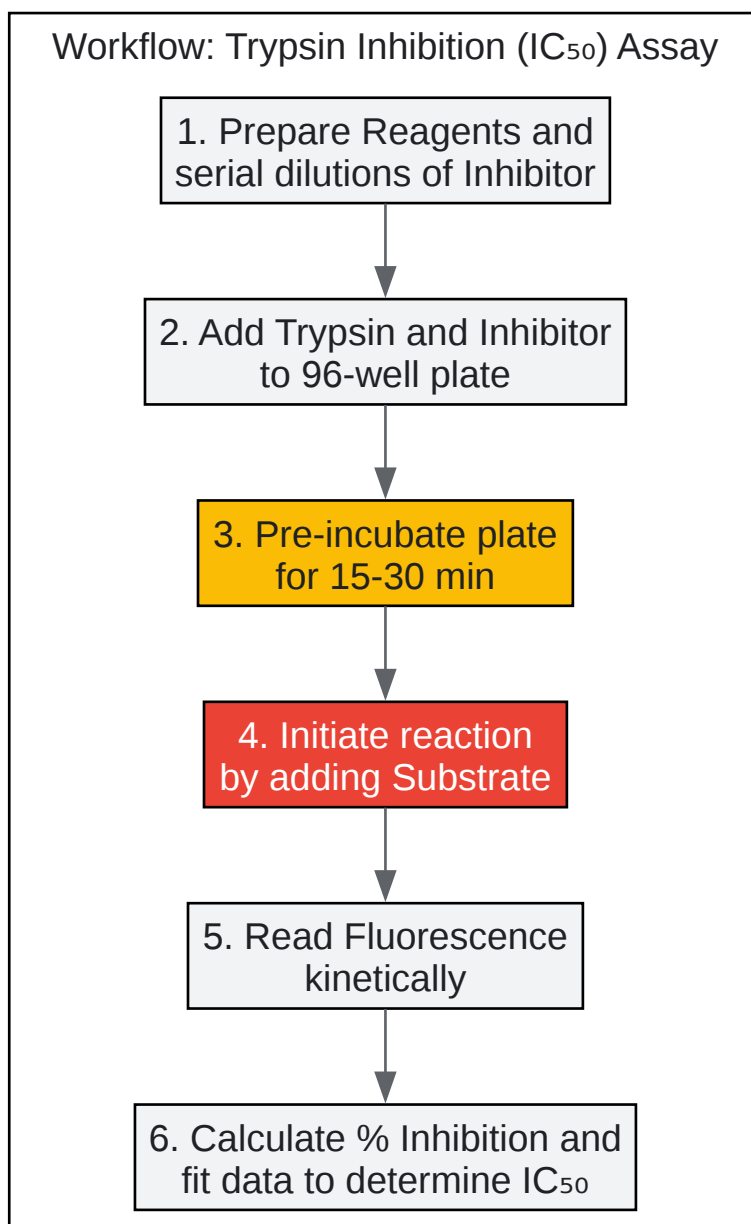 Workflow: Trypsin Inhibition (IC₅₀) Assay
1. Prepare Reagents and
serial dilutions of Inhibitor
2. Add Trypsin and Inhibitor
to 96-well plate
3. Pre-incubate plate
for 15-30 min
4. Initiate reaction
by adding Substrate
5. Read Fluorescence
kinetically
6. Calculate % Inhibition and
fit data to determine IC₅₀